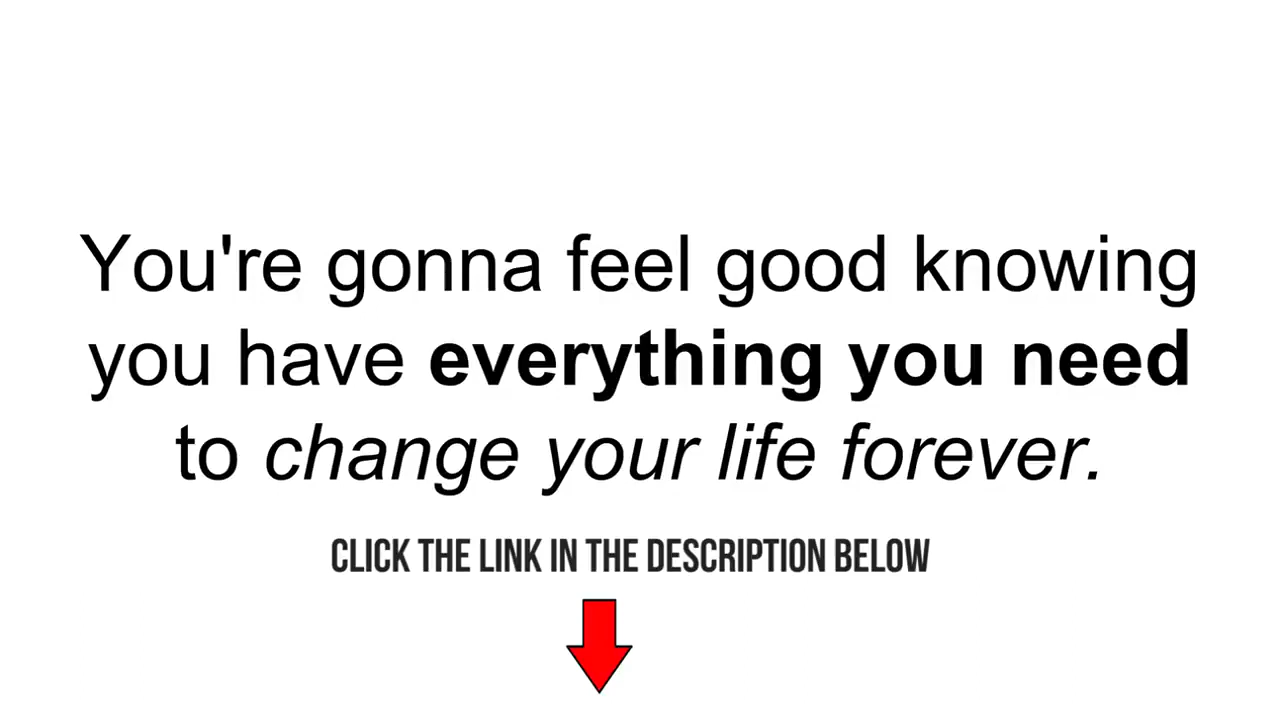 You're gonna feel good knowing
you have everything you need
to change your life forever.
CLICK THE LINK IN THE DESCRIPTION BELOW